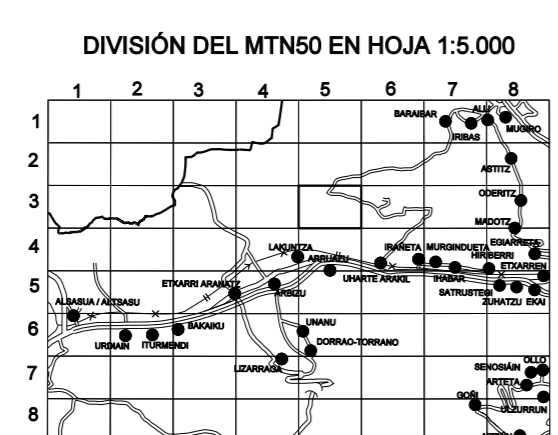 DIVISIÓN DEL MTN50 EN HOJA 1:5.000
1 2 3 4 5 6 7 8
1
BARAIBAR
ALLI
IRIBAS
MUGIRO
2
ASTITZ
3
ODERITZ
MADOTZ
4
LAKUNTZA
ARRUAZU
IRAÑETA
MURGINDUETA
EGIARRETA
HIRIBERRI
ETXARREN
5
ETXARRI ARANATZ
ARBIZU
UHARTE ARAKIL
IHABAR
SATRUSTEGI
ZUHATZU
EKAI
ALSASUA / ALTSASU
6
URDIAIN
ITURMENDI
BAKAIKU
UNANU
DORRAO-TORRANO
7
LIZARRAGA
OLLO
SENOSIÁIN
ARTETA
8
GOÑI
ULZURRUN